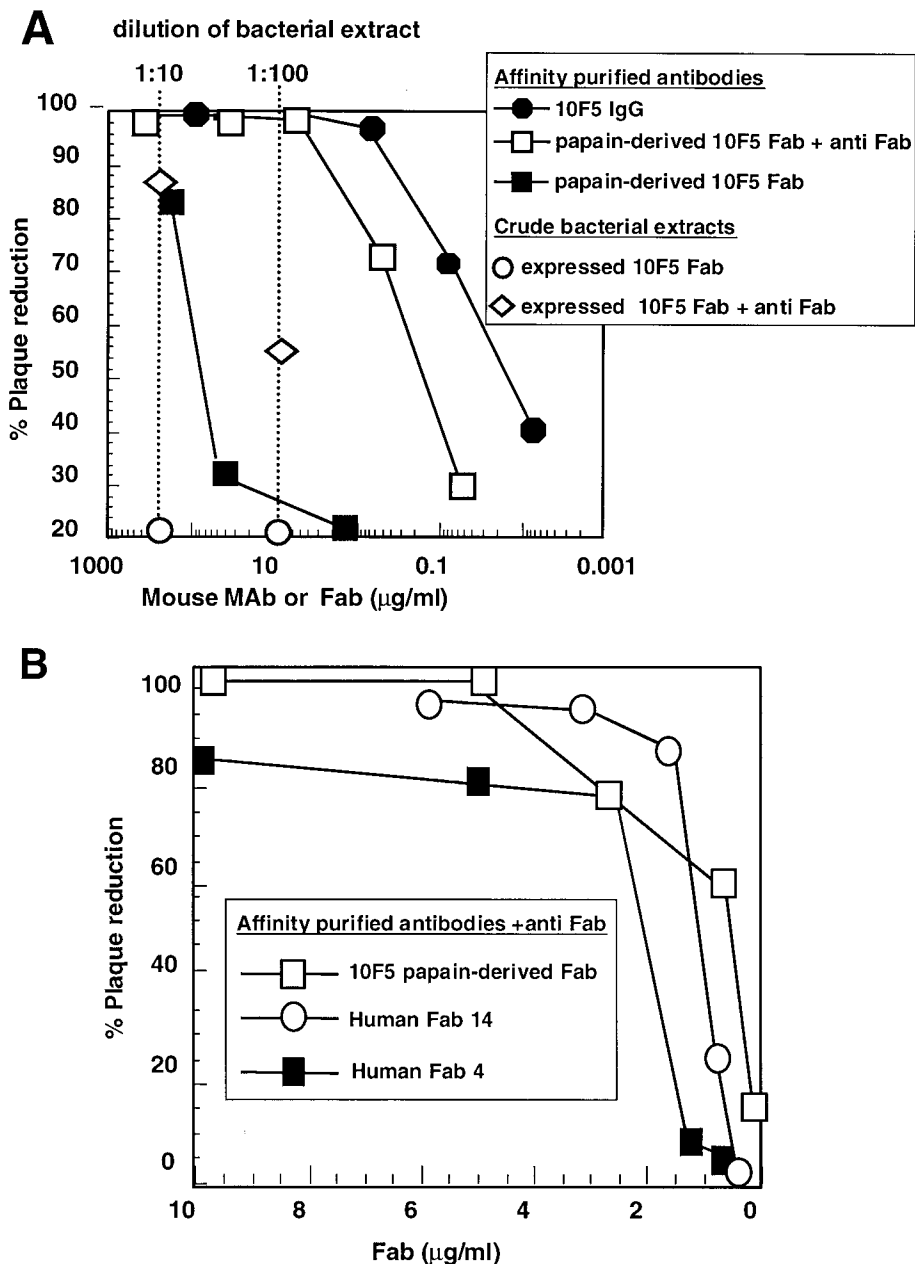 A
dilution of bacterial extract
1:10
1:100
100
90
80
70
60
50
40
30
20
% Plaque reduction
1000
10
0.1
0.001
Mouse MAb or Fab (μg/ml)
Affinity purified antibodies
10F5 IgG
papain-derived 10F5 Fab + anti Fab
papain-derived 10F5 Fab
Crude bacterial extracts
expressed 10F5 Fab
expressed 10F5 Fab + anti Fab
B
100
80
60
40
20
0
% Plaque reduction
Affinity purified antibodies +anti Fab
10F5 papain-derived Fab
Human Fab 14
Human Fab 4
10
8
6
4
2
0
Fab (μg/ml)